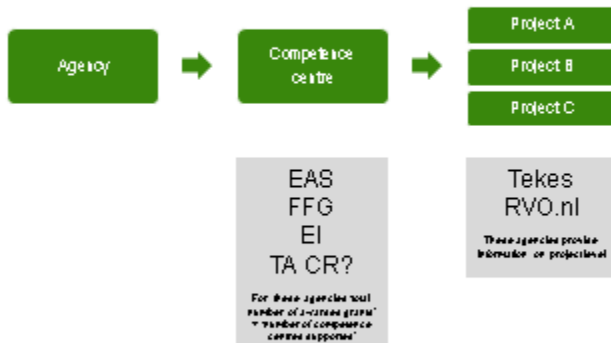 Agency
Competence
centre
Project A
Project B
Project C
EAS
FFG
EI
TA CR?
For these agencies total
number of
grants'
= 'number of competence
centres supported'
Tekes
RVO.nl
These agencies provide
information on project level